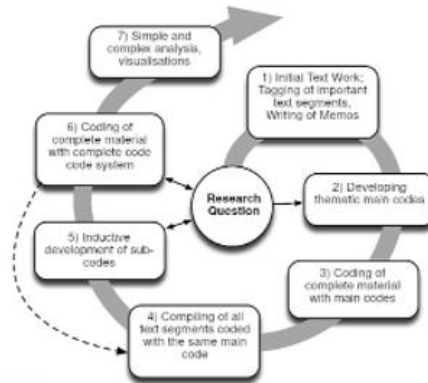 7) Simple and
complex analysis,
visualisations
1) Initial Text Work;
Tagging of important
text segments,
Writing of Memos
6) Coding of
complete material
with complete code
code system
Research
Question
2) Developing
thematic main codes
5) Inductive
development of sub-
codes
3) Coding of
complete material
with main codes
4) Compiling of all
text segments coded
with the same main
code